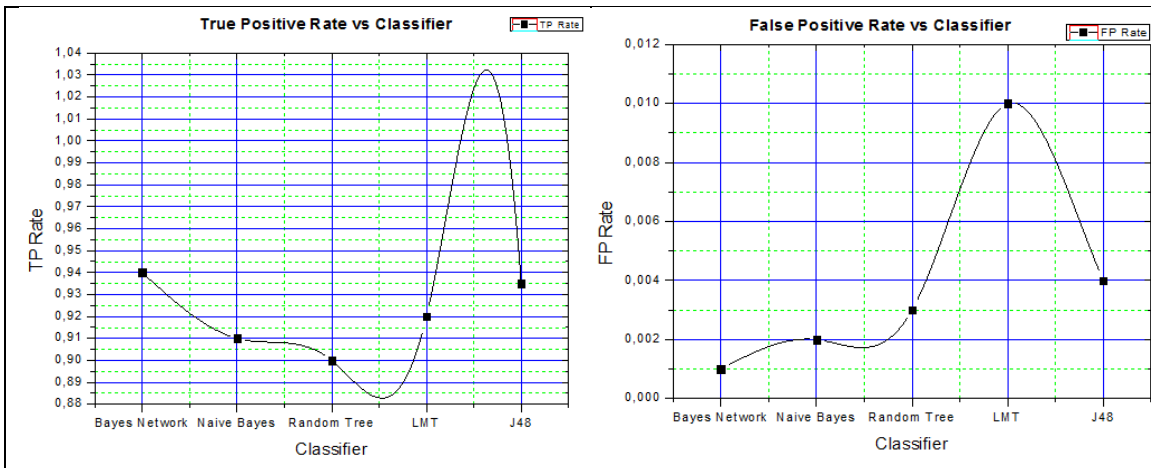 True Positive Rate vs Classifier
TP Rate
1,04
1,03
1,02
1,01
1,00
0,99
0,98
0,97
0,96
0,95
0,94
0,93
0,92
0,91
0,90
0,89
0,88
TP Rate
Bayes Network Naive Bayes Random Tree LMT J48
Classifier
False Positive Rate vs Classifier
FP Rate
0,012
0,010
0,008
0,006
0,004
0,002
0,000
FP Rate
Bayes Network Naive Bayes Random Tree LMT J48
Classifier